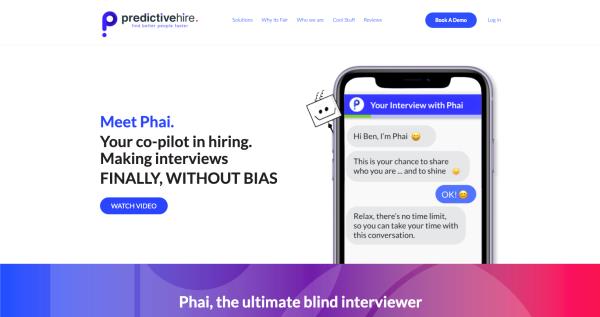 predictivehire.
find better people faster
Solutions
Why its Fair
Who we are
Cool Stuff
Reviews
Book A Demo
Log in
Meet Phai.
Your co-pilot in hiring.
Making interviews
FINALLY, WITHOUT BIAS
WATCH VIDEO
Your Interview with Phai
Hi Ben, I'm Phai 😄
This is your chance to share
who you are ... and to shine 🌟
OK! 😄
Relax, there's no time limit,
so you can take your time with
this conversation.
Phai, the ultimate blind interviewer